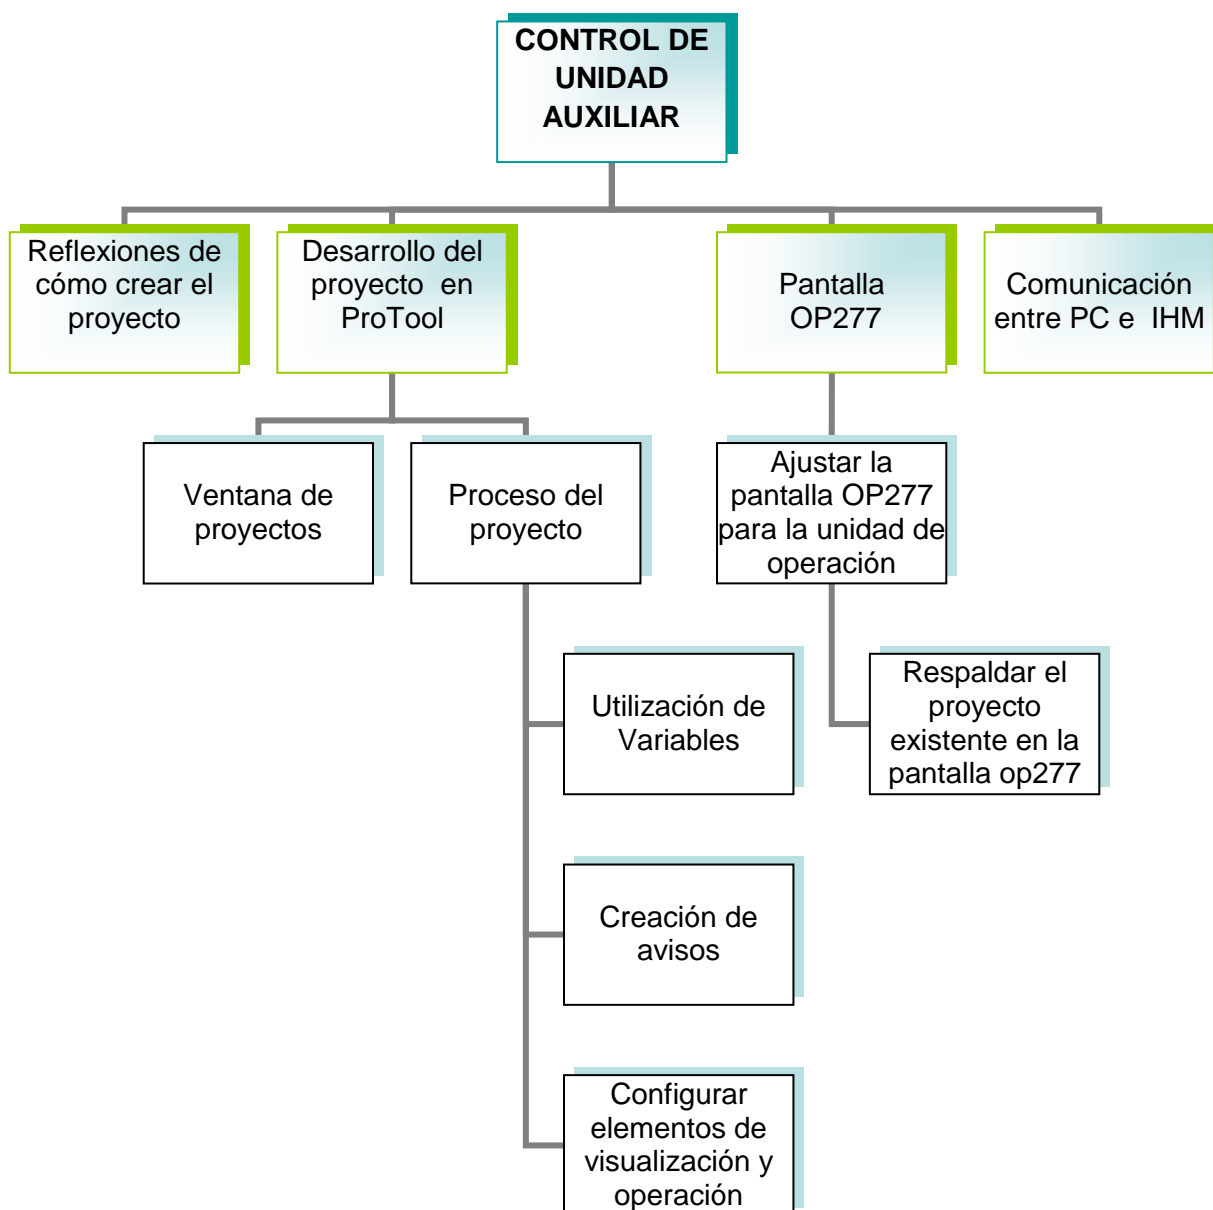 CONTROL DE
UNIDAD
AUXILIAR
Reflexiones de
cómo crear el
proyecto
Desarrollo del
proyecto en
ProTool
Pantalla
OP277
Comunicación
entre PC e IHM
Ventana de
proyectos
Proceso del
proyecto
Ajustar la
pantalla OP277
para la unidad de
operación
Utilización de
Variables
Respaldar el
proyecto
existente en la
pantalla op277
Creación de
avisos
Configurar
elementos de
visualización y
operación